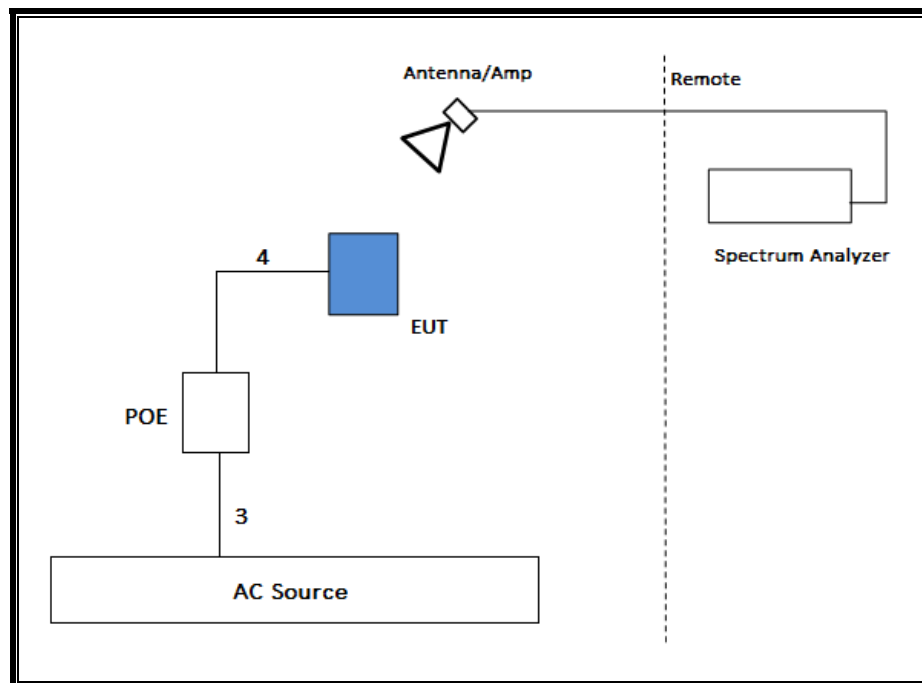 Antenna/Amp
Remote
Spectrum Analyzer
4
EUT
POE
3
AC Source